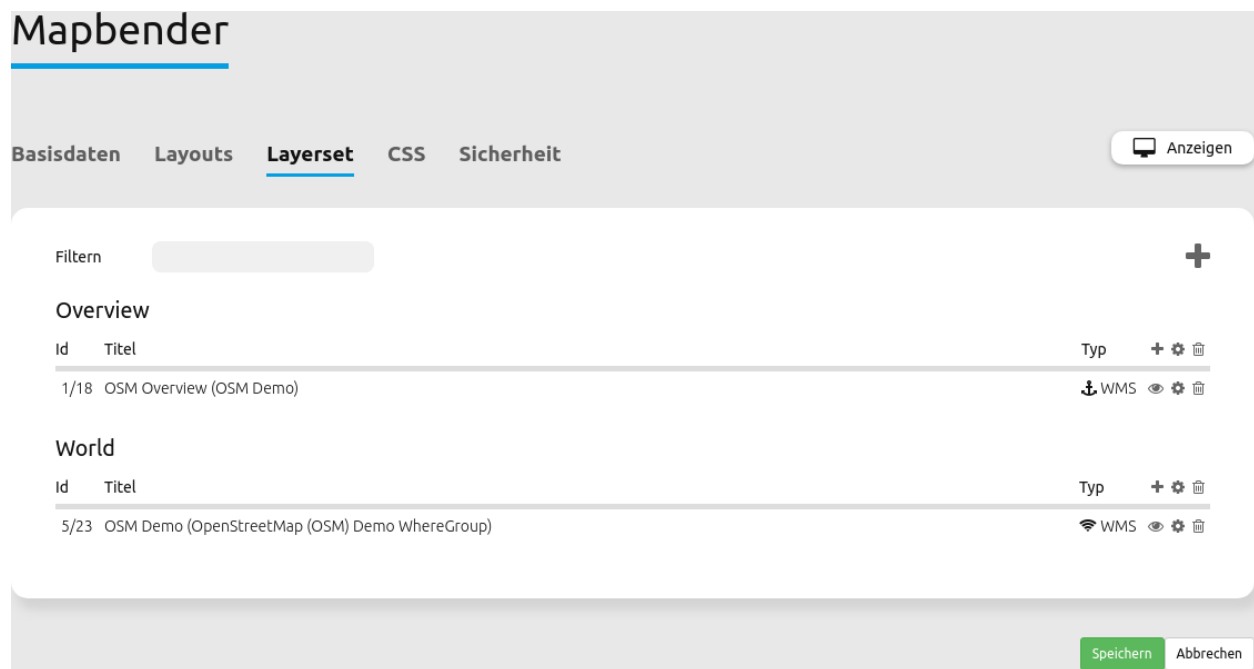 Mapbender
Basisdaten Layouts Layerset CSS Sicherheit Anzeigen
Filtern
Overview
Id Titel Typ
1/18 OSM Overview (OSM Demo) WMS
World
Id Titel Typ
5/23 OSM Demo (OpenStreetMap (OSM) Demo WhereGroup) WMS
Speichern Abbrechen